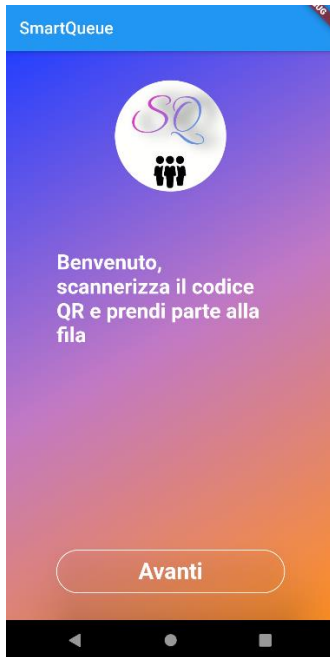 SmartQueue
SQ
Benvenuto,
scannerizza il codice
QR e prendi parte alla
fila
Avanti